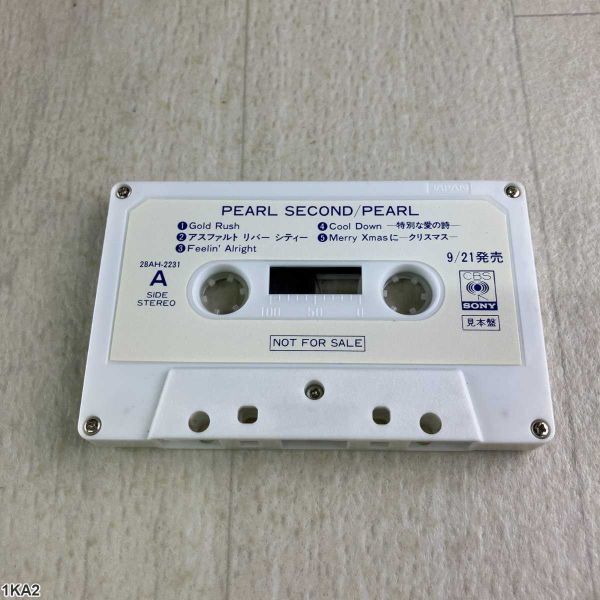 JAPAN
PEARL SECOND/PEARL
❶Gold Rush
❷アスファルト リバー シティー
❸Feelin' Alright
❹Cool Down —特別な愛の詩—
❺Merry Xmasに—クリスマス—
28AH-2231
A
SIDE
STEREO
9/21発売
CBS
SONY
見本盤
100 50 0
NOT FOR SALE
1KA2